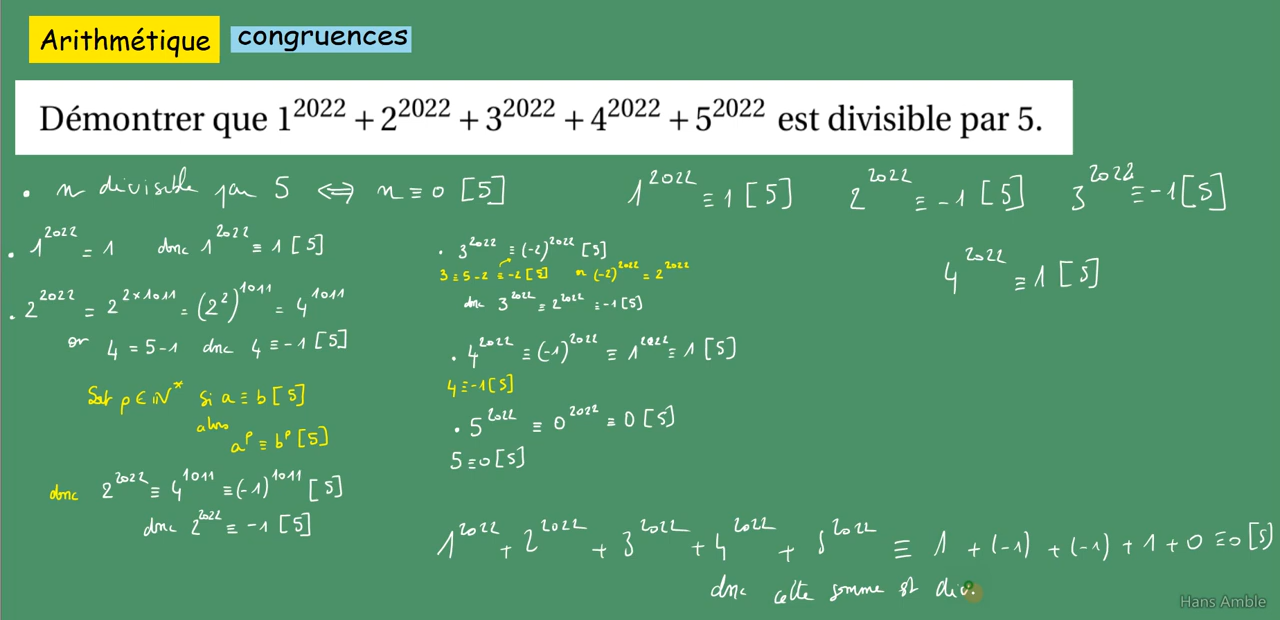 Arithmétique
congruences
Démontrer que 1^2022 + 2^2022 + 3^2022 + 4^2022 + 5^2022 est divisible par 5.
. n divisible par 5 ⟺ n ≡ 0 [5]
. 1^2022 = 1 donc 1^2022 ≡ 1 [5]
. 2^2022 = 2^(2×1011) = (2^2)^1011 = 4^1011
or 4 = 5-1 donc 4 ≡ -1 [5]
Soit p ∈ ℕ* si a ≡ b [5]
alors
a^p ≡ b^p [5]
donc 2^2022 ≡ 4^1011 ≡ (-1)^1011 [5]
donc 2^2022 ≡ -1 [5]
. 3^2022 ≡ (-2)^2022 [5]
3 ≡ 5-2 ≡ -2 [5] or (-2)^2022 = 2^2022
donc 3^2022 ≡ 2^2022 ≡ -1 [5]
. 4^2022 ≡ (-1)^2022 ≡ 1^2022 ≡ 1 [5]
4 ≡ -1 [5]
. 5^2022 ≡ 0^2022 ≡ 0 [5]
5 ≡ 0 [5]
1^2022 ≡ 1 [5] 2^2022 ≡ -1 [5] 3^2022 ≡ -1 [5]
4^2022 ≡ 1 [5]
1^2022 + 2^2022 + 3^2022 + 4^2022 + 5^2022 ≡ 1 + (-1) + (-1) + 1 + 0 ≡ 0 [5]
donc cette somme est div.
Hans Amble